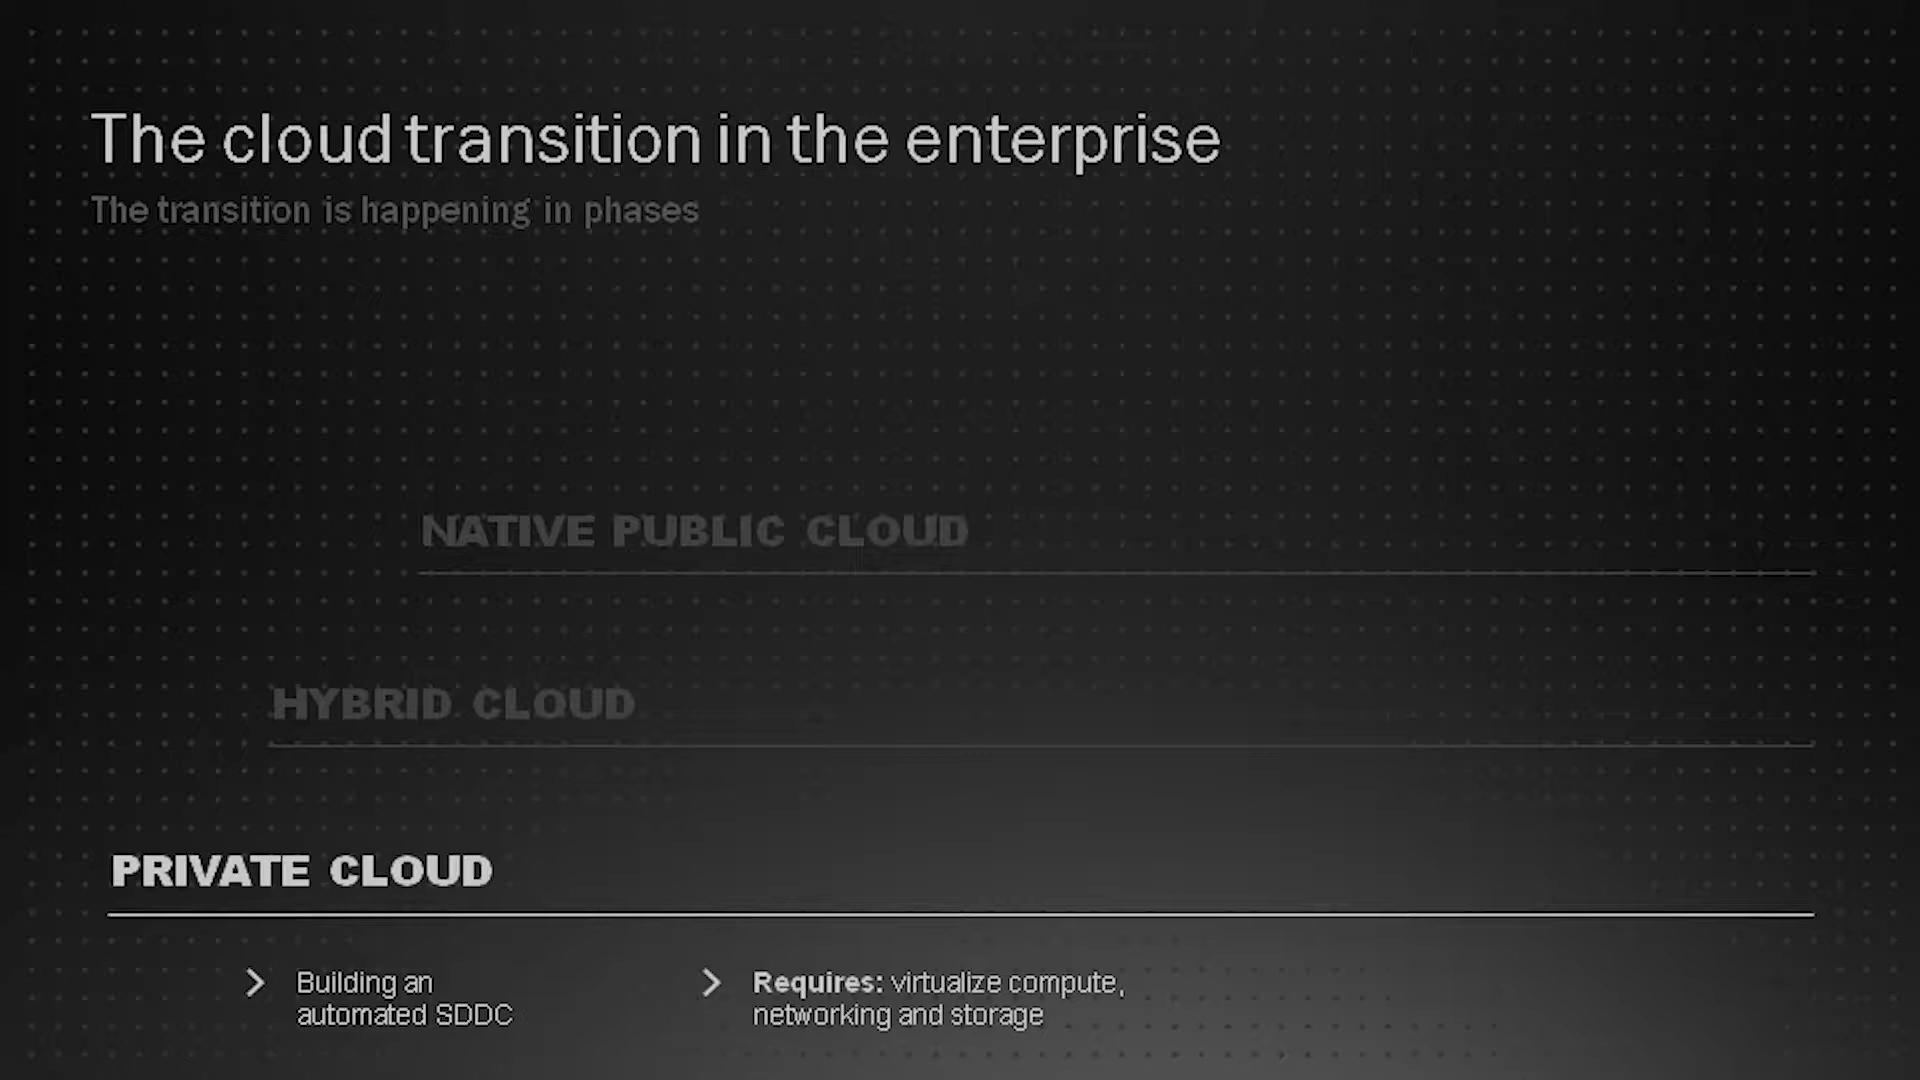 The cloud transition in the enterprise
The transition is happening in phases
NATIVE PUBLIC CLOUD
HYBRID CLOUD
PRIVATE CLOUD
Building an
automated SDDC
Requires: virtualize compute,
networking and storage